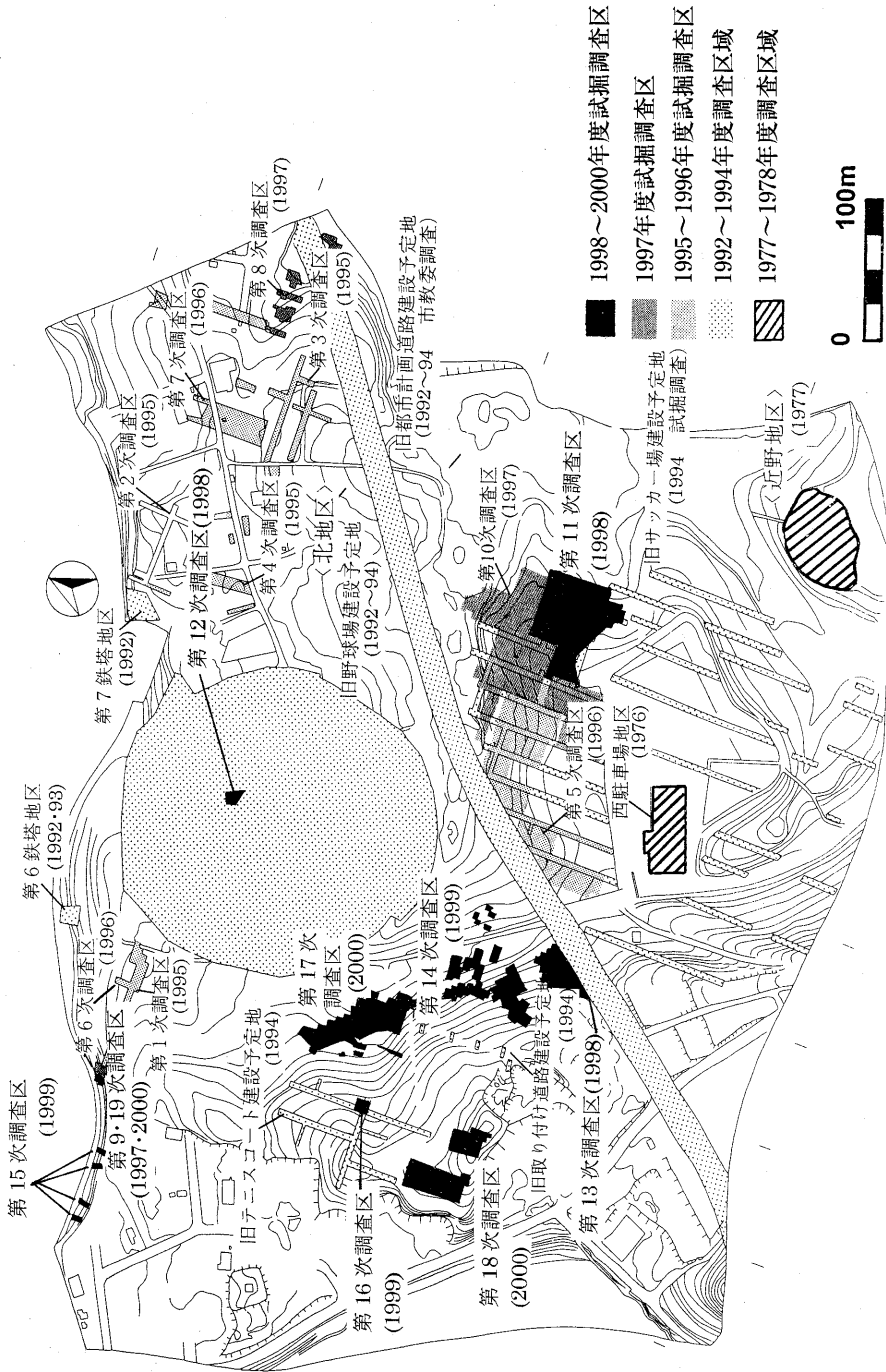 第15次調査区
(1999)
第6鉄塔地区
(1992・93)
第6次調査区
(1996)
第1次調査区
(1995)
第9・19次調査区
(1997・2000)
第7鉄塔地区
(1992)
第2次調査区
(1995)
第12次調査区(1998)
第7次調査区
(1996)
第8次調査区
(1997)
第3次調査区
(1995)
第4次調査区
(1995)
<北地区>
旧野球場建設予定地
(1992〜94)
旧都市計画道路建設予定地
(1992〜94
市教委調査)
旧テニスコート建設予定地
(1994)
第17次
調査区
(2000)
第14次調査区
(1999)
第16次調査区
(1999)
第18次調査区
(2000)
旧取り付け道路建設予定地
(1994)
第13次調査区(1998)
第10次調査区
(1997)
第11次調査区
(1998)
旧サッカー場建設予定地
(1994
試掘調査)
第5次調査区
(1996)
西駐車場地区
(1976)
<近野地区>
(1977)
1998〜2000年度試掘調査区
1997年度試掘調査区
1995〜1996年度試掘調査区
1992〜1994年度調査区域
1977〜1978年度調査区域
0
100m